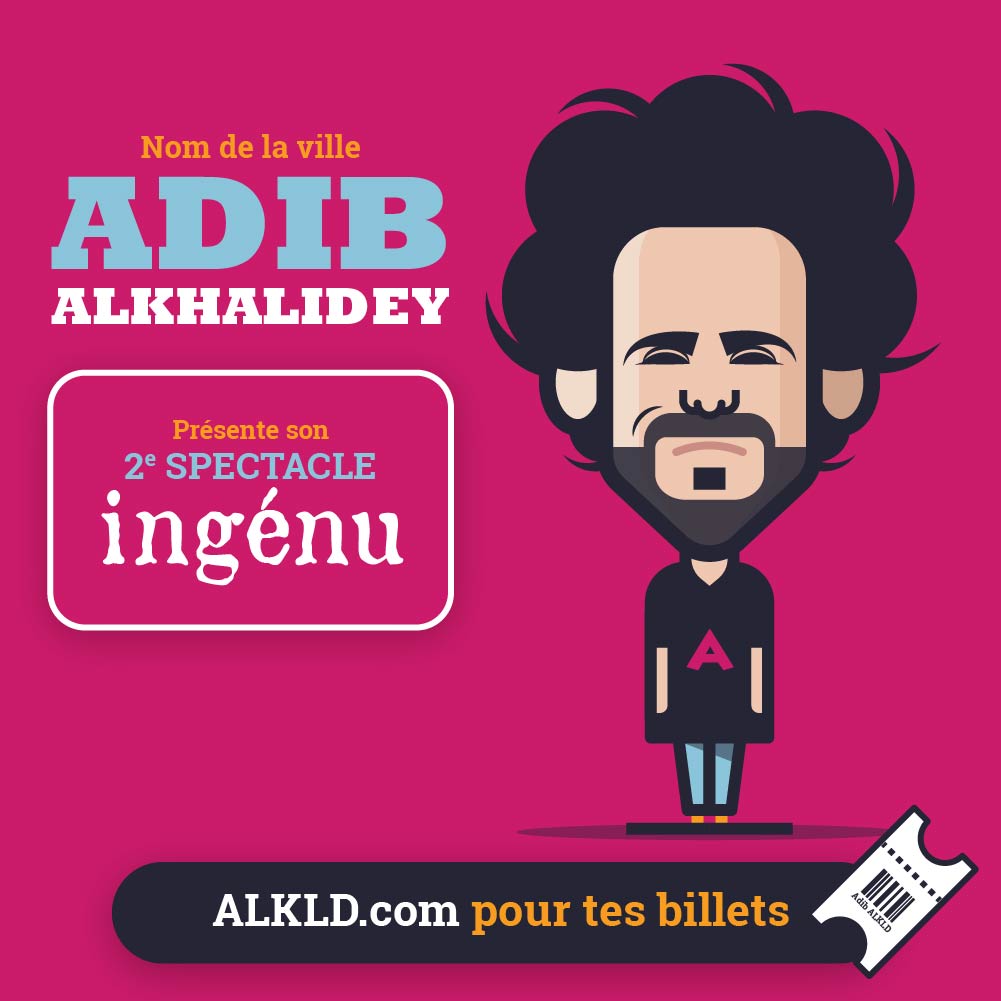 Nom de la ville
ADIB
ALKHALIDEY
Présente son
2e SPECTACLE
ingénu
A
ALKLD.com pour tes billets
Adib ALKLD